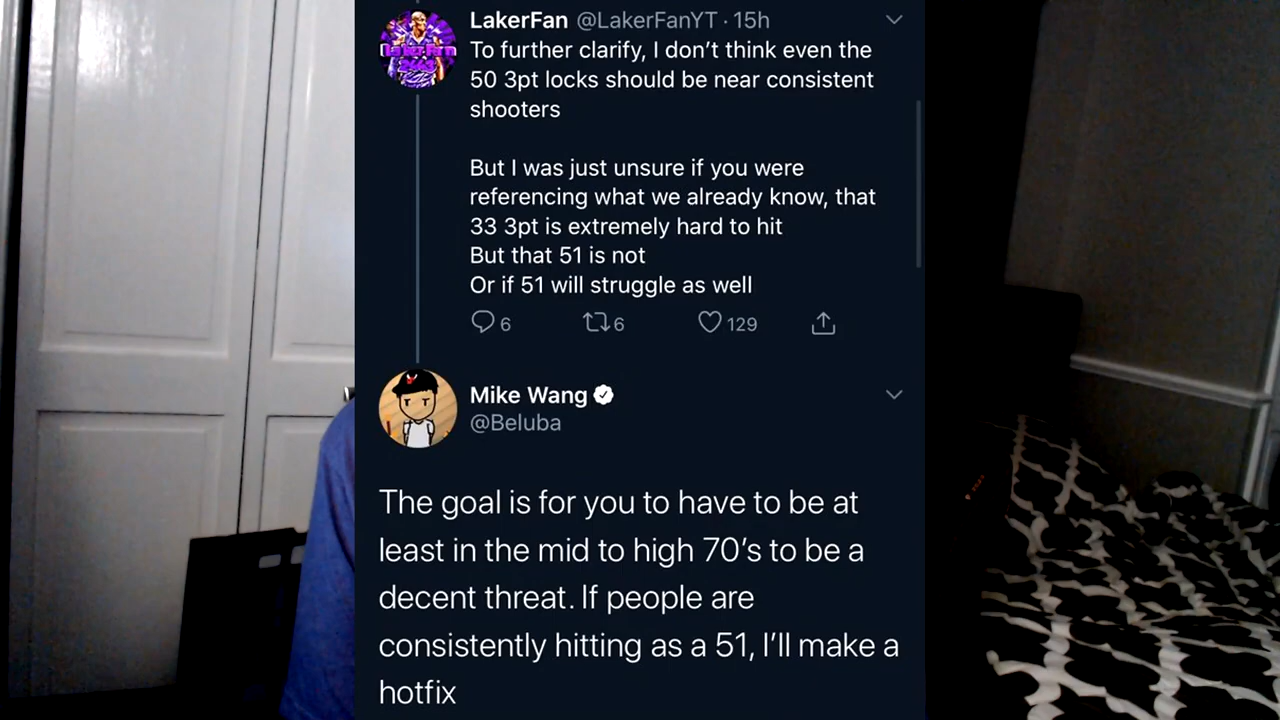 LakerFan @LakerFanYT · 15h
To further clarify, I don't think even the
50 3pt locks should be near consistent
shooters
But I was just unsure if you were
referencing what we already know, that
33 3pt is extremely hard to hit
But that 51 is not
Or if 51 will struggle as well
6 6 129
Mike Wang
@Beluba
The goal is for you to have to be at
least in the mid to high 70's to be a
decent threat. If people are
consistently hitting as a 51, I'll make a
hotfix